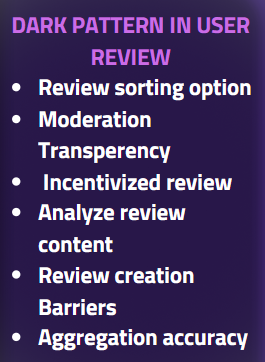 DARK PATTERN IN USER
REVIEW
• Review sorting option
• Moderation
Transperency
• Incentivized review
• Analyze review
content
• Review creation
Barriers
• Aggregation accuracy